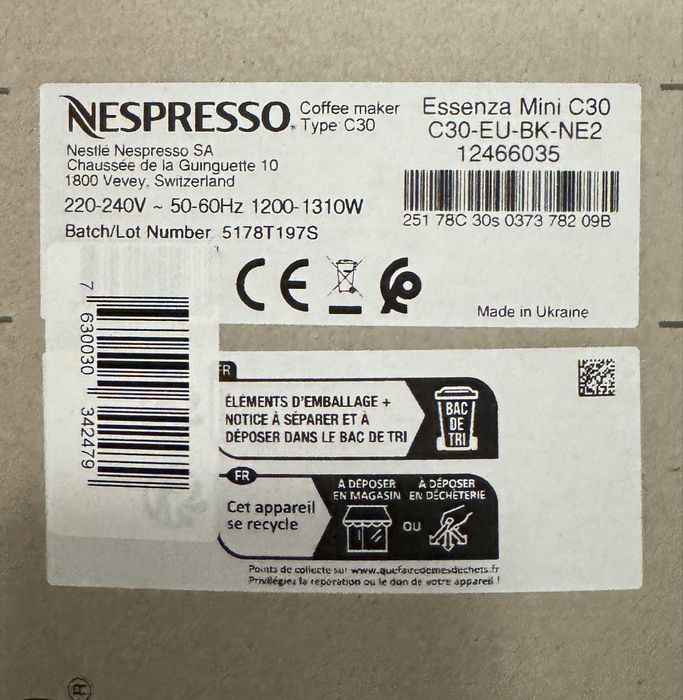 NESPRESSO.
Coffee maker
Type C30
Nestlé Nespresso SA
Chaussée de la Guinguette 10
1800 Vevey, Switzerland
220-240V ~ 50-60Hz 1200-1310W
Batch/Lot Number 5178T197S
Essenza Mini C30
C30-EU-BK-NE2
12466035
251 78C 30s 0373 782 09B
CE
Made in Ukraine
7 630030 342479
FR
ÉLÉMENTS D'EMBALLAGE +
NOTICE À SÉPARER ET À
DÉPOSER DANS LE BAC DE TRI
BAC
DE
TRI
FR
Cet appareil
se recycle
À DÉPOSER
EN MAGASIN
OU
À DÉPOSER
EN DÉCHÈTERIE
Points de collecte sur www.quefairedemesdechets.fr
Privilégiez la réparation ou le don de votre appareil !